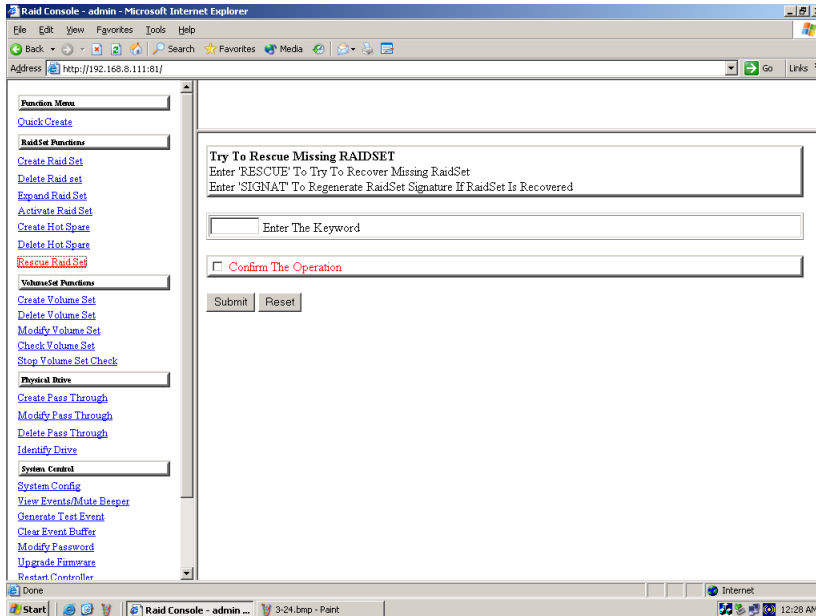 Raid Console - admin - Microsoft Internet Explorer
File Edit View Favorites Tools Help
Back Search Favorites Media
Address http://192.168.8.111:81/ Go Links
Function Menu
Quick Create
RaidSet Functions
Create Raid Set
Delete Raid set
Expand Raid Set
Activate Raid Set
Create Hot Spare
Delete Hot Spare
Rescue Raid Set
VolumeSet Functions
Create Volume Set
Delete Volume Set
Modify Volume Set
Check Volume Set
Stop Volume Set Check
Physical Drive
Create Pass Through
Modify Pass Through
Delete Pass Through
Identify Drive
System Control
System Config
View Events/Mute Beeper
Generate Test Event
Clear Event Buffer
Modify Password
Upgrade Firmware
Restart Controller
Try To Rescue Missing RAIDSET
Enter 'RESCUE' To Try To Recover Missing RaidSet
Enter 'SIGNAT' To Regenerate RaidSet Signature If RaidSet Is Recovered
Enter The Keyword
Confirm The Operation
Submit Reset
Done Internet
Start Raid Console - admin ... 3-24.bmp - Paint 12:28 AM